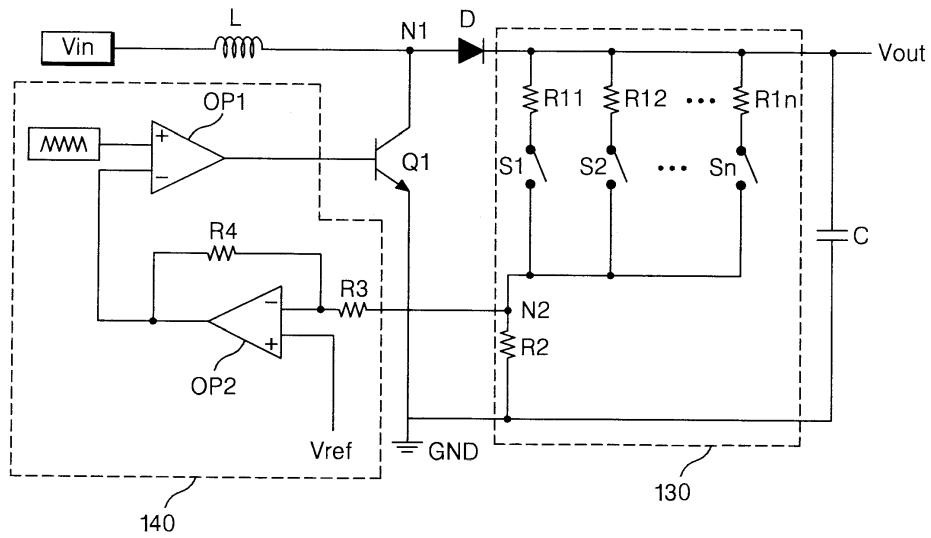 Vin
L
N1
D
Vout
OP1
R11
R12
•••
R1n
+
−
Q1
S1
S2
•••
Sn
R4
C
R3
N2
−
+
R2
OP2
Vref
GND
140
130